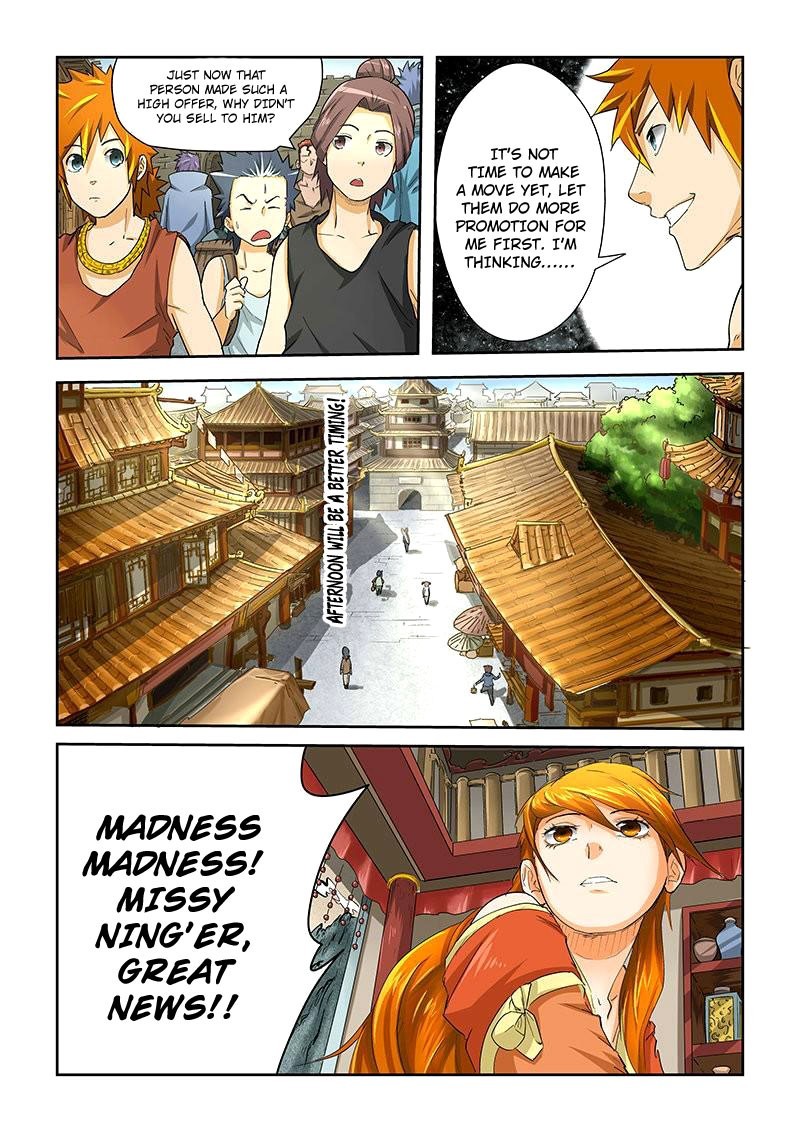 JUST NOW THAT
PERSON MADE SUCH A
HIGH OFFER, WHY DIDN'T
YOU SELL TO HIM?
IT'S NOT
TIME TO MAKE
A MOVE YET, LET
THEM DO MORE
PROMOTION FOR
ME FIRST. I'M
THINKING......
AFTERNOON WILL BE A BETTER TIMING!
MADNESS
MADNESS!
MISSY
NING'ER,
GREAT
NEWS!!